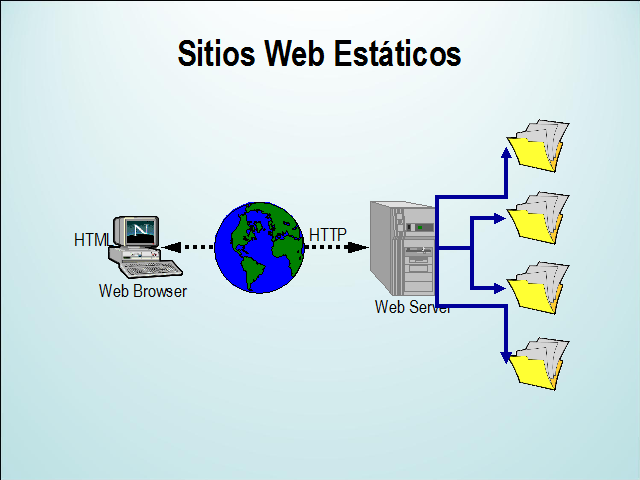 Sitios Web Estáticos
HTML
HTTP
N
Web Browser
Web Server